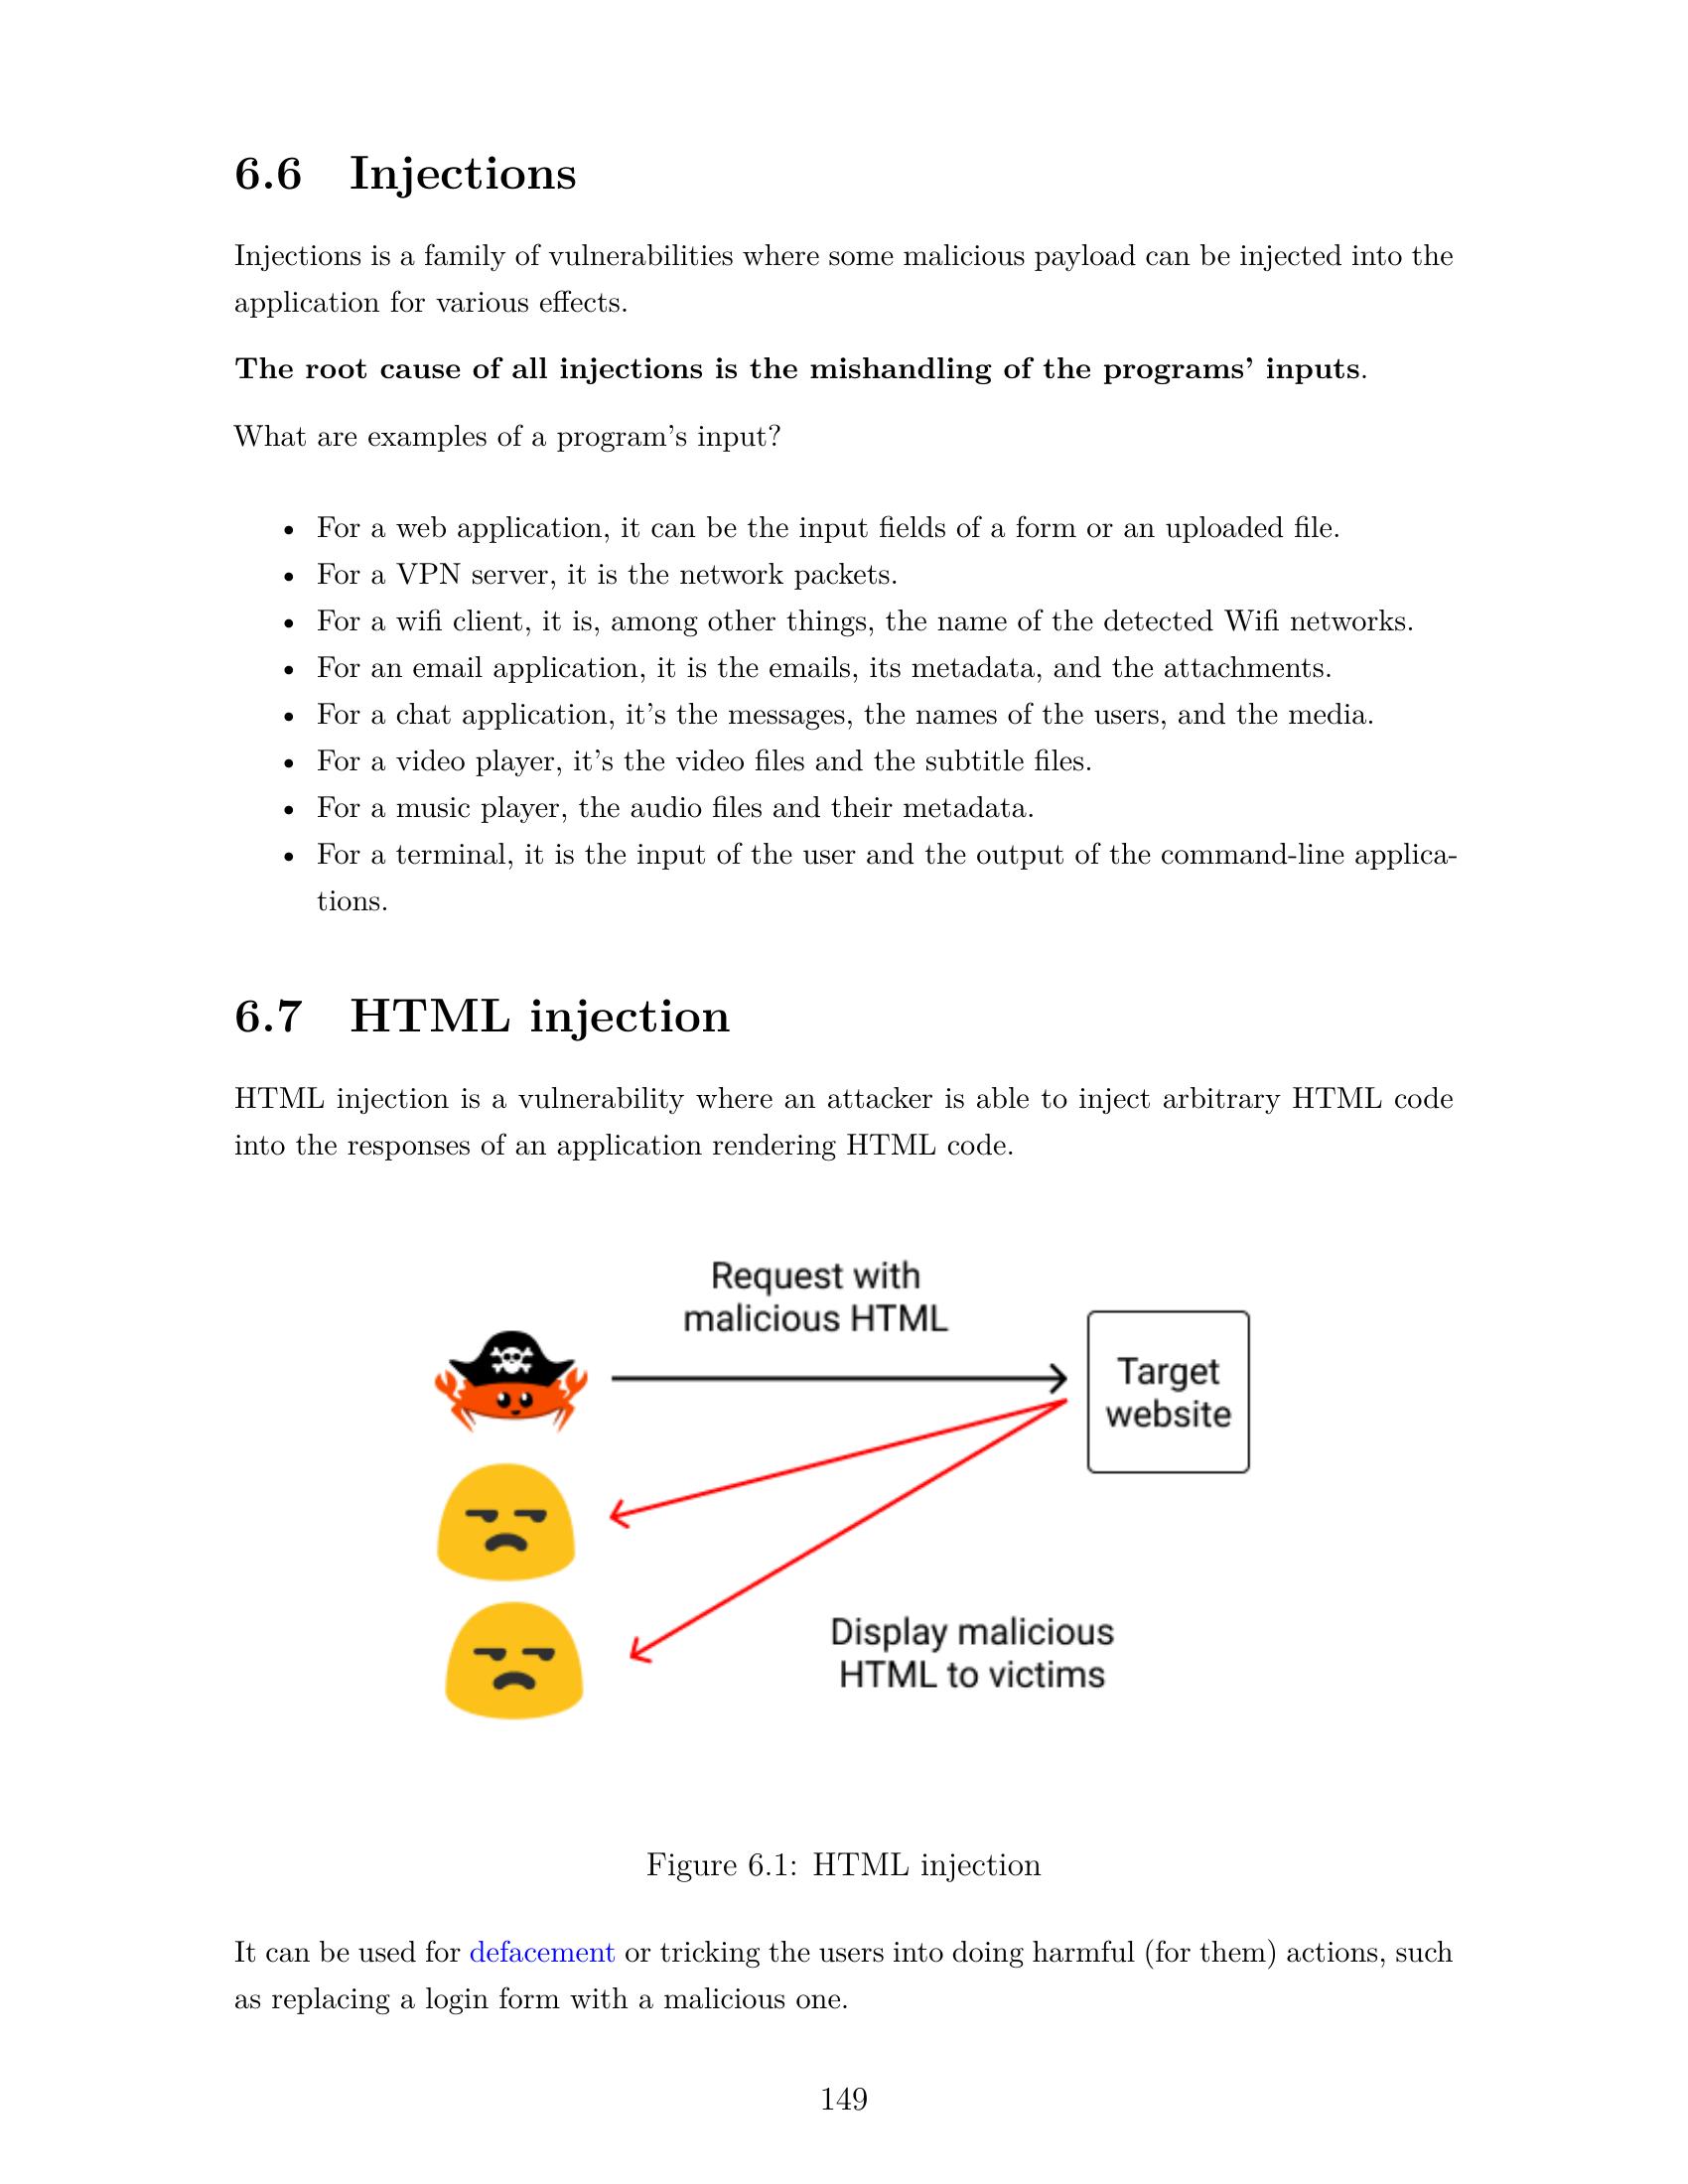 6.6 Injections
Injections is a family of vulnerabilities where some malicious payload can be injected into the
application for various effects.
The root cause of all injections is the mishandling of the programs’ inputs.
What are examples of a program’s input?
• For a web application, it can be the input fields of a form or an uploaded file.
• For a VPN server, it is the network packets.
• For a wifi client, it is, among other things, the name of the detected Wifi networks.
• For an email application, it is the emails, its metadata, and the attachments.
• For a chat application, it’s the messages, the names of the users, and the media.
• For a video player, it’s the video files and the subtitle files.
• For a music player, the audio files and their metadata.
• For a terminal, it is the input of the user and the output of the command-line applica-
tions.
6.7 HTML injection
HTML injection is a vulnerability where an attacker is able to inject arbitrary HTML code
into the responses of an application rendering HTML code.
Request with
malicious HTML
Target
website
Display malicious
HTML to victims
Figure 6.1: HTML injection
It can be used for defacement or tricking the users into doing harmful (for them) actions, such
as replacing a login form with a malicious one.
149